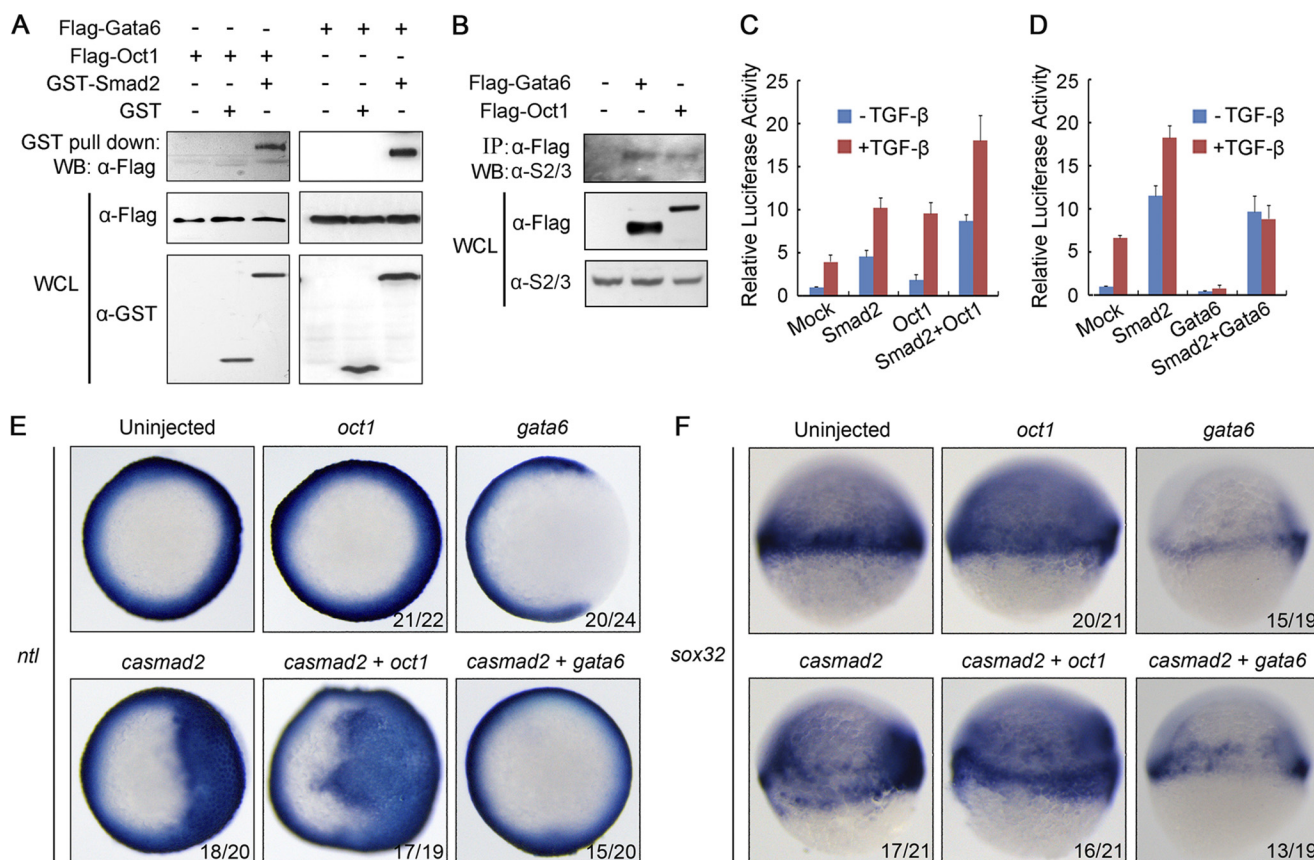 A
Flag-Gata6 - - - + + +
Flag-Oct1 + + + - - -
GST-Smad2 - - + - - +
GST - + - - + -
GST pull down:
WB: α-Flag
α-Flag
WCL
α-GST
B
Flag-Gata6 - + -
Flag-Oct1 - - +
IP: α-Flag
WB: α-S2/3
α-Flag
WCL
α-S2/3
C
Relative Luciferase Activity
25
20
15
10
5
0
- TGF-β
+TGF-β
Mock
Smad2
Oct1
Smad2+Oct1
D
Relative Luciferase Activity
25
20
15
10
5
0
- TGF-β
+TGF-β
Mock
Smad2
Gata6
Smad2+Gata6
E
Uninjected oct1 gata6
21/22 20/24
ntl
casmad2 casmad2 + oct1 casmad2 + gata6
18/20 17/19 15/20
F
Uninjected oct1 gata6
20/21 15/19
sox32
casmad2 casmad2 + oct1 casmad2 + gata6
17/21 16/21 13/19